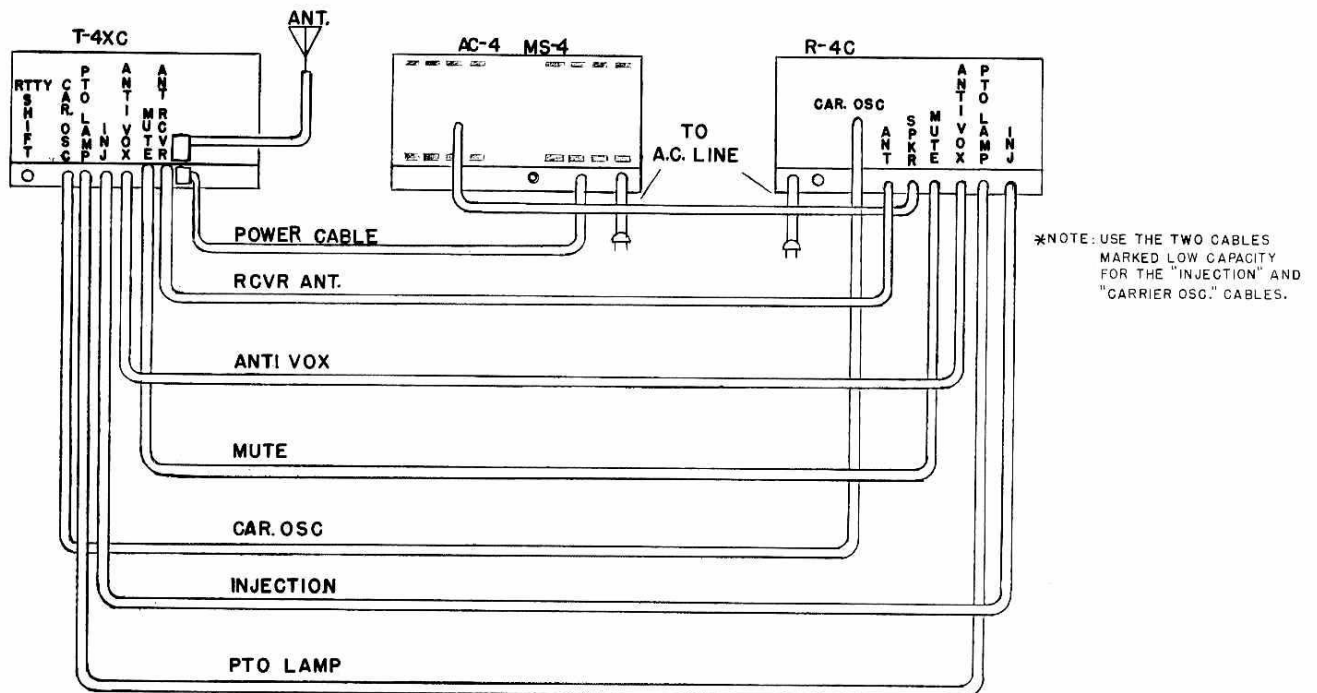 ANT.
T-4XC
AC-4 MS-4
R-4C
RTTY SHIFT
CAR. OSC
PTO LAMP
INJ
ANTI VOX
MUTE
ANT RCVR
TO
A.C. LINE
CAR. OSC
ANT
SPKR
MUTE
ANTI VOX
PTO LAMP
INJ
POWER CABLE
RCVR ANT.
ANTI VOX
MUTE
CAR. OSC
INJECTION
PTO LAMP
*NOTE: USE THE TWO CABLES
MARKED LOW CAPACITY
FOR THE "INJECTION" AND
"CARRIER OSC." CABLES.